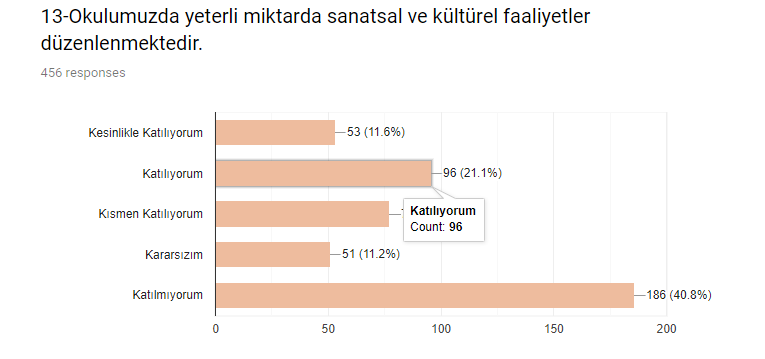 13-Okulumuzda yeterli miktarda sanatsal ve kültürel faaliyetler
düzenlenmektedir.
456 responses
Kesinlikle Katılıyorum
53 (11.6%)
Katılıyorum
96 (21.1%)
Kısmen Katılıyorum
Katılıyorum
Count: 96
Kararsızım
51 (11.2%)
Katılmıyorum
186 (40.8%)
0
50
100
150
200